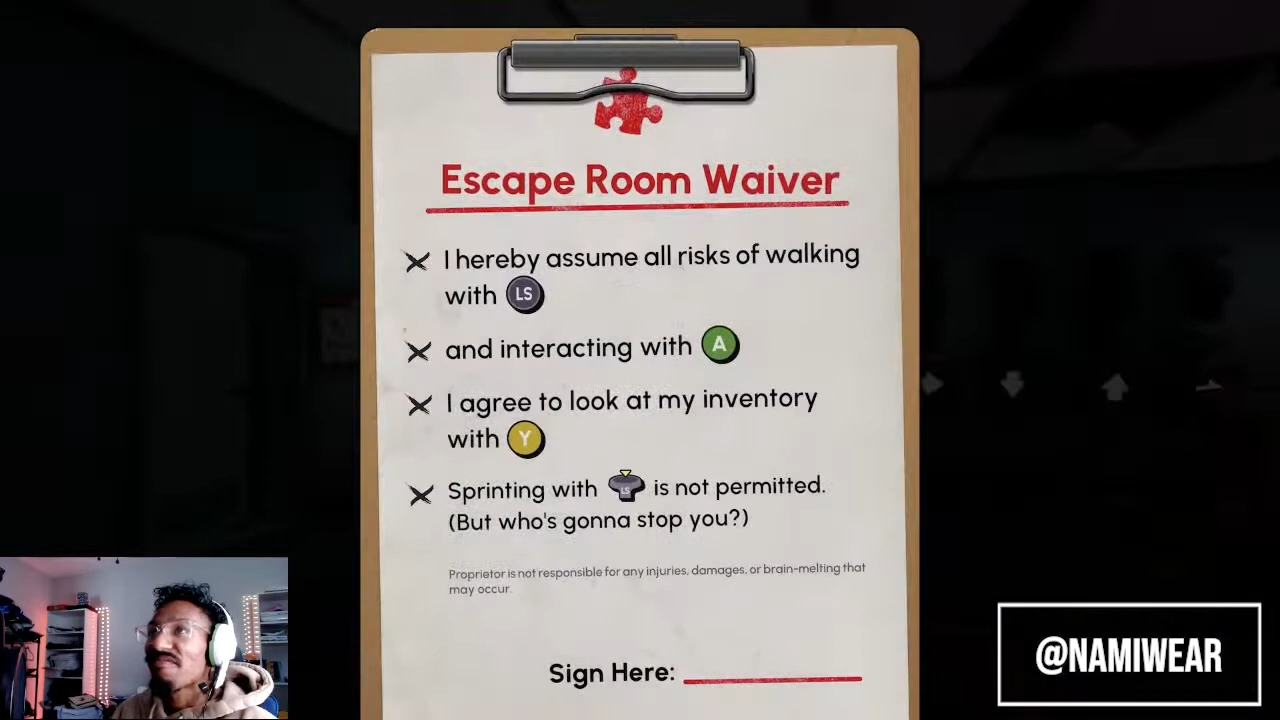 Escape Room Waiver
I hereby assume all risks of walking
with LS
and interacting with A
I agree to look at my inventory
with Y
Sprinting with LS is not permitted.
(But who's gonna stop you?)
Proprietor is not responsible for any injuries, damages, or brain-melting that
may occur.
Sign Here:
@NAMIWEAR